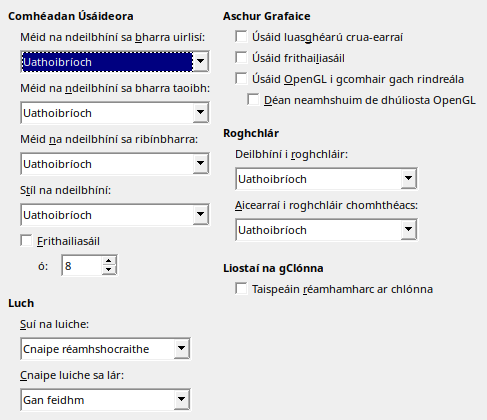 Comhéadan Úsáideora
Méid na ndeilbhíní sa bharra uirlisí:
Uathoibríoch
Méid na ndeilbhíní sa bharra taoibh:
Uathoibríoch
Méid na ndeilbhíní sa ribínbharra:
Uathoibríoch
Stíl na ndeilbhíní:
Uathoibríoch
Frithailiasáil
ó: 8
Luch
Suí na luiche:
Cnaipe réamhshocraithe
Cnaipe luiche sa lár:
Gan feidhm
Aschur Grafaice
Úsáid luasghéarú crua-earraí
Úsáid frithailiasáil
Úsáid OpenGL i gcomhair gach rindreála
Déan neamhshuim de dhúliosta OpenGL
Roghchlár
Deilbhíní i roghchláir:
Uathoibríoch
Aicearraí i roghchláir chomhthéacs:
Uathoibríoch
Liostaí na gClónna
Taispeáin réamhamharc ar chlónna